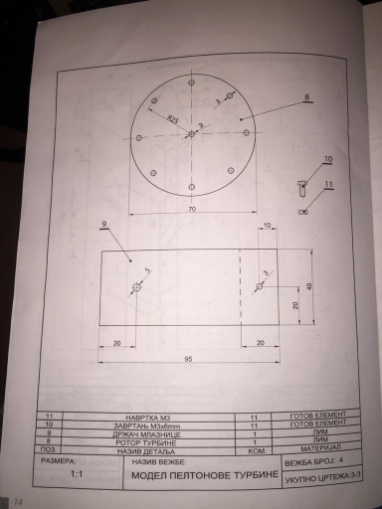 8
3
R25
3
10
11
70
9
10
5
3
40
20
20
20
95
11 НАВРТКА М3 11 ГОТОВ ЕЛЕМЕНТ
10 ЗАВРТАЊ М3х6mm 11 ГОТОВ ЕЛЕМЕНТ
9 ДРЖАЧ МЛАЗНИЦЕ 1 ЛИМ
8 РОТОР ТУРБИНЕ 1 ЛИМ
ПОЗ. НАЗИВ ДЕТАЉА КОМ. МАТЕРИЈАЛ
РАЗМЕРА: НАЗИВ ВЕЖБЕ: ВЕЖБА БРОЈ: 4
1:1 МОДЕЛ ПЕЛТОНОВЕ ТУРБИНЕ УКУПНО ЦРТЕЖА:3-3
14